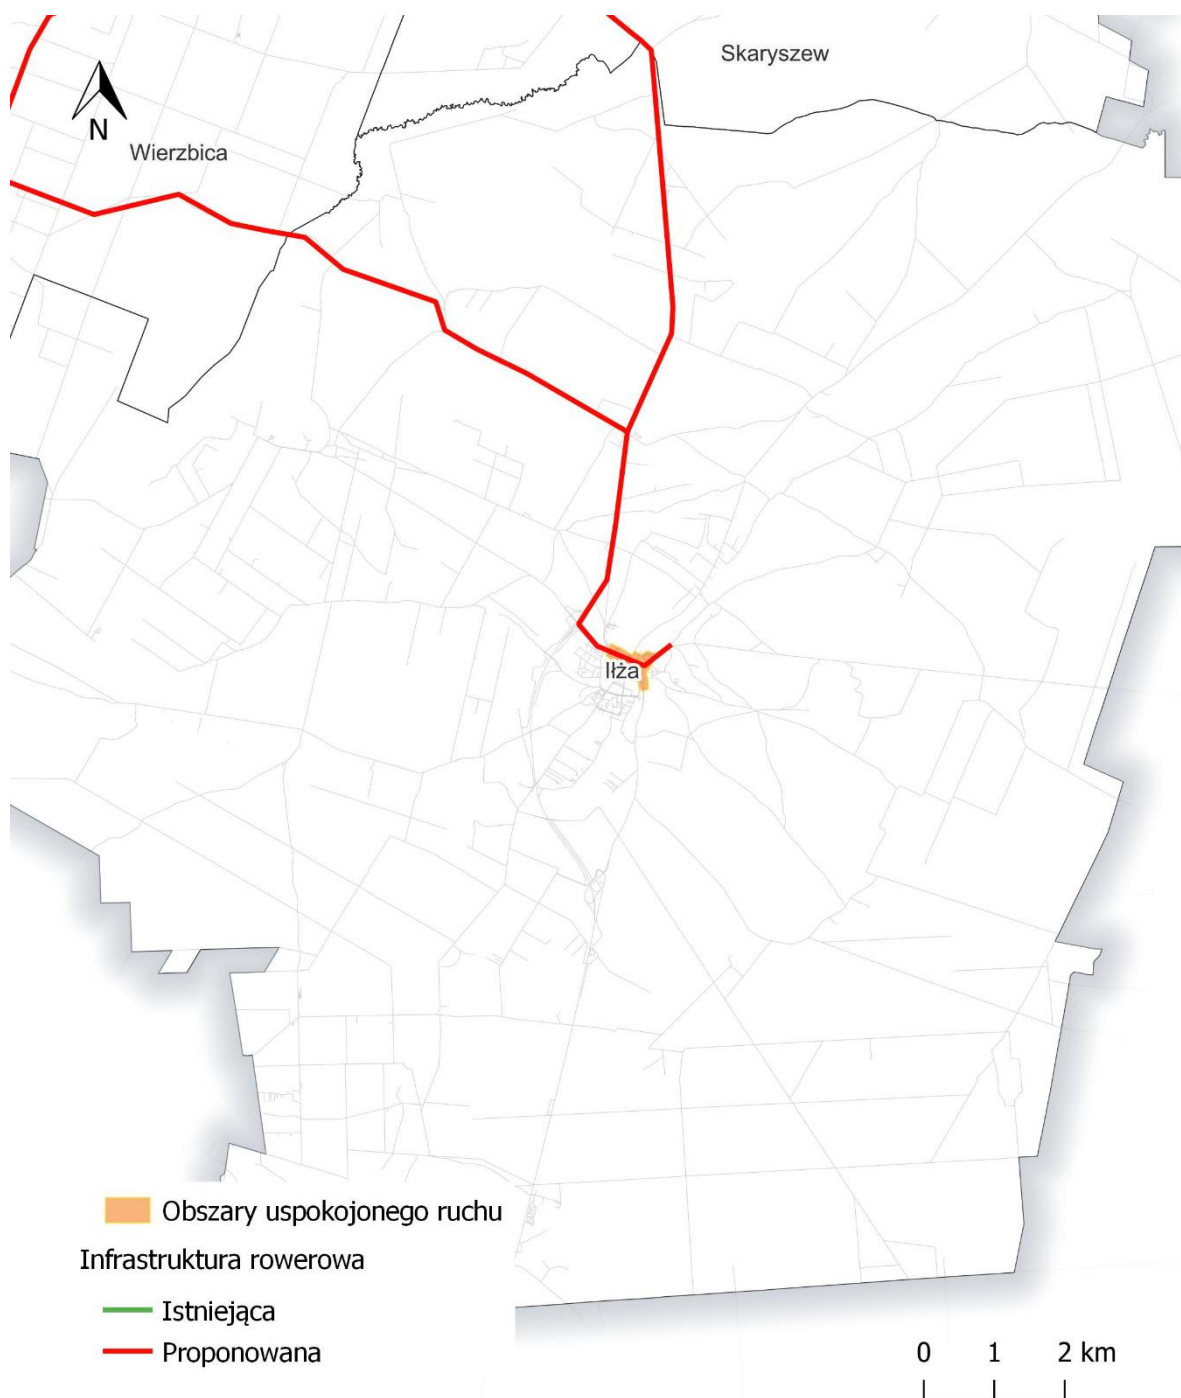 Skaryszew
N
Wierzbica
Iłża
Obszary uspokojonego ruchu
Infrastruktura rowerowa
Istniejąca
Proponowana
0 1 2 km